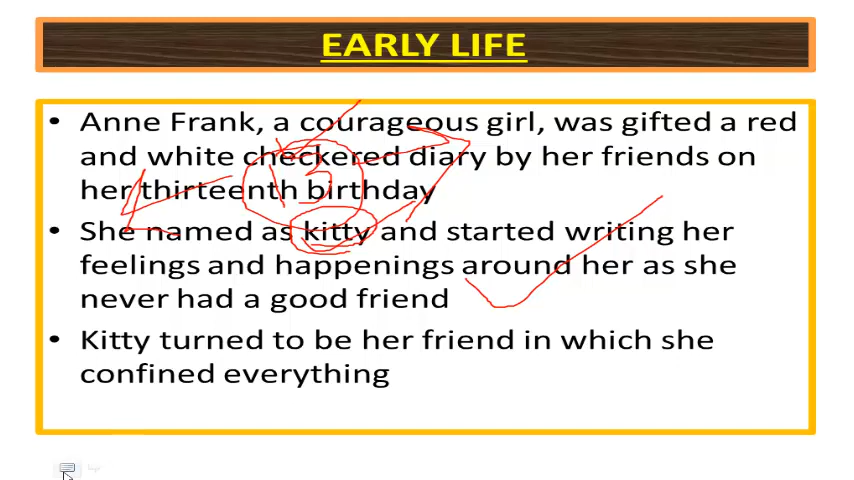 EARLY LIFE
• Anne Frank, a courageous girl, was gifted a red
and white checkered diary by her friends on
her thirteenth birthday
13
• She named as kitty and started writing her
feelings and happenings around her as she
never had a good friend
• Kitty turned to be her friend in which she
confined everything